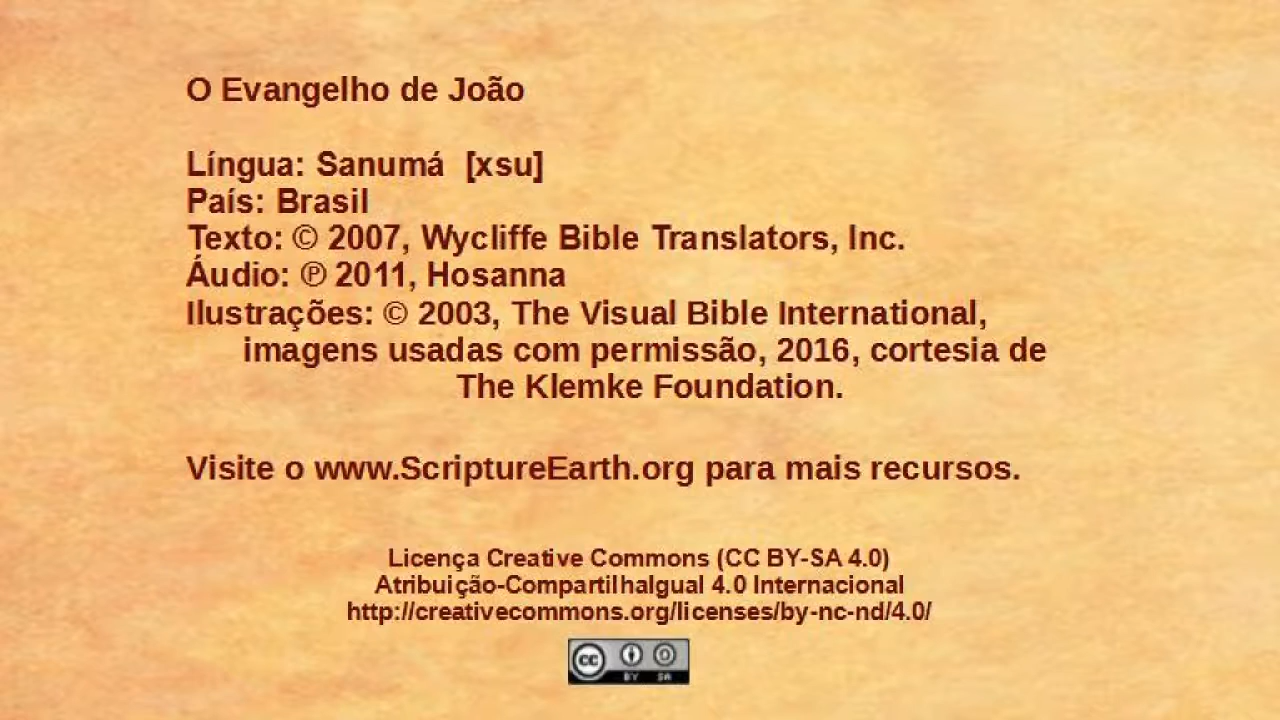 O Evangelho de João
Língua: Sanumá [xsu]
País: Brasil
Texto: © 2007, Wycliffe Bible Translators, Inc.
Áudio: ℗ 2011, Hosanna
Ilustrações: © 2003, The Visual Bible International,
imagens usadas com permissão, 2016, cortesia de
The Klemke Foundation.
Visite o www.ScriptureEarth.org para mais recursos.
Licença Creative Commons (CC BY-SA 4.0)
Atribuição-CompartilhaIgual 4.0 Internacional
http://creativecommons.org/licenses/by-nc-nd/4.0/
cc BY SA